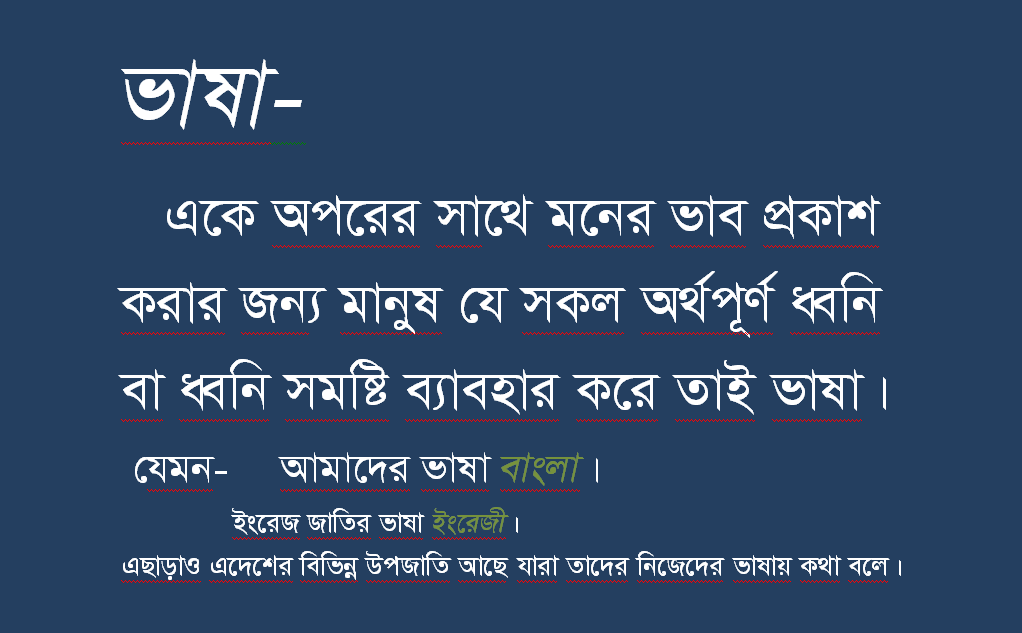 ভাষা-
একে অপরের সাথে মনের ভাব প্রকাশ
করার জন্য মানুষ যে সকল অর্থপূর্ণ ধ্বনি
বা ধ্বনি সমষ্টি ব্যাবহার করে তাই ভাষা।
যেমন- আমাদের ভাষা বাংলা ।
ইংরেজ জাতির ভাষা ইংরেজী ।
এছাড়াও এদেশের বিভিন্ন উপজাতি আছে যারা তাদের নিজেদের ভাষায় কথা বলে ।